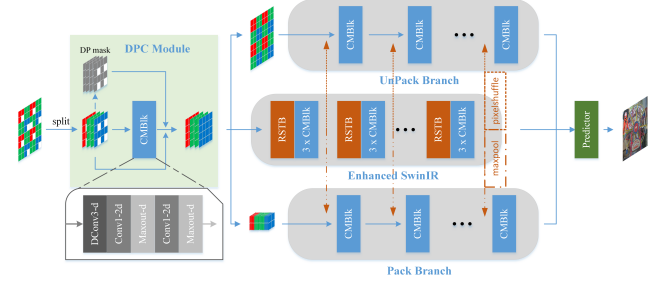 DPC Module
DP mask
split
CMBlk
DConv3-d
Conv1-2d
Maxout-d
Conv1-2d
Maxout-d
CMBlk
CMBlk
CMBlk
UnPack Branch
RSTB
3 x CMBlk
RSTB
3 x CMBlk
RSTB
3 x CMBlk
Enhanced SwinIR
pixelshuffle
maxpool
CMBlk
CMBlk
CMBlk
Pack Branch
Predictor